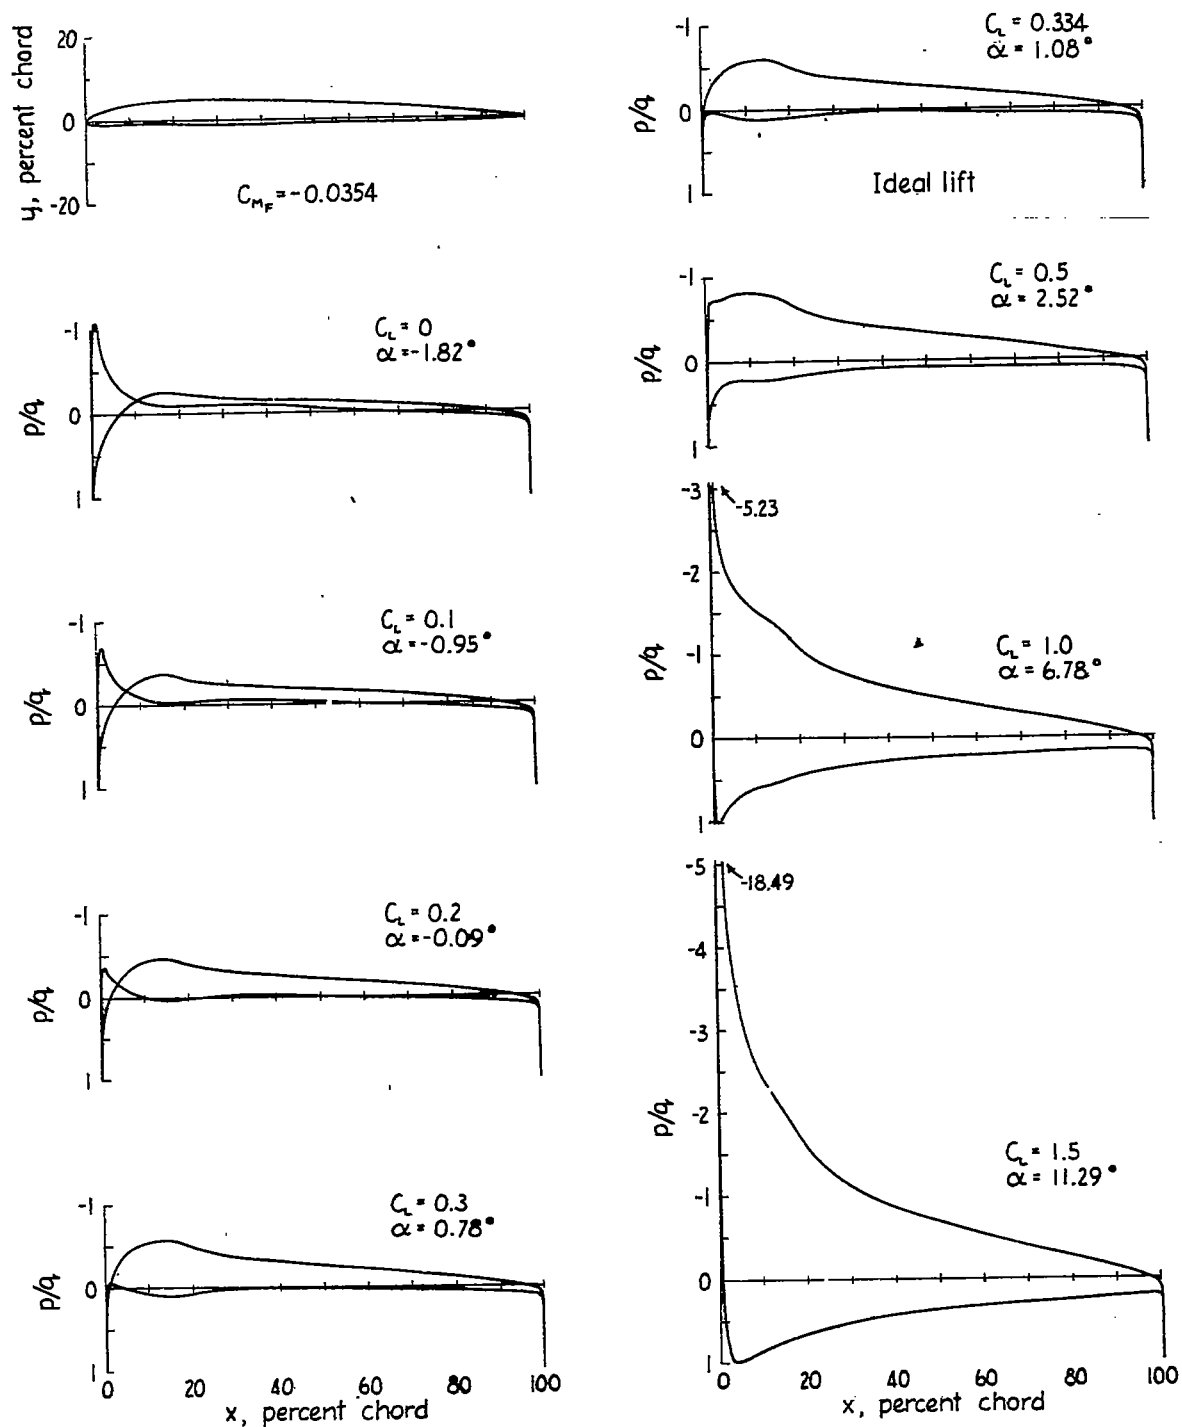 y, percent chord
20
0
-20
C_MF = -0.0354
p/q
-1
0
1
C_L = 0
α = -1.82°
p/q
-1
0
1
C_L = 0.1
α = -0.95°
p/q
-1
0
1
C_L = 0.2
α = -0.09°
p/q
-1
0
1
C_L = 0.3
α = 0.78°
0 20 40 60 80 100
x, percent chord
p/q
-1
0
1
C_L = 0.334
α = 1.08°
Ideal lift
p/q
-1
0
1
C_L = 0.5
α = 2.52°
p/q
-3
-2
-1
0
1
-5.23
C_L = 1.0
α = 6.78°
p/q
-5
-4
-3
-2
-1
0
1
-18.49
C_L = 1.5
α = 11.29°
0 20 40 60 80 100
x, percent chord